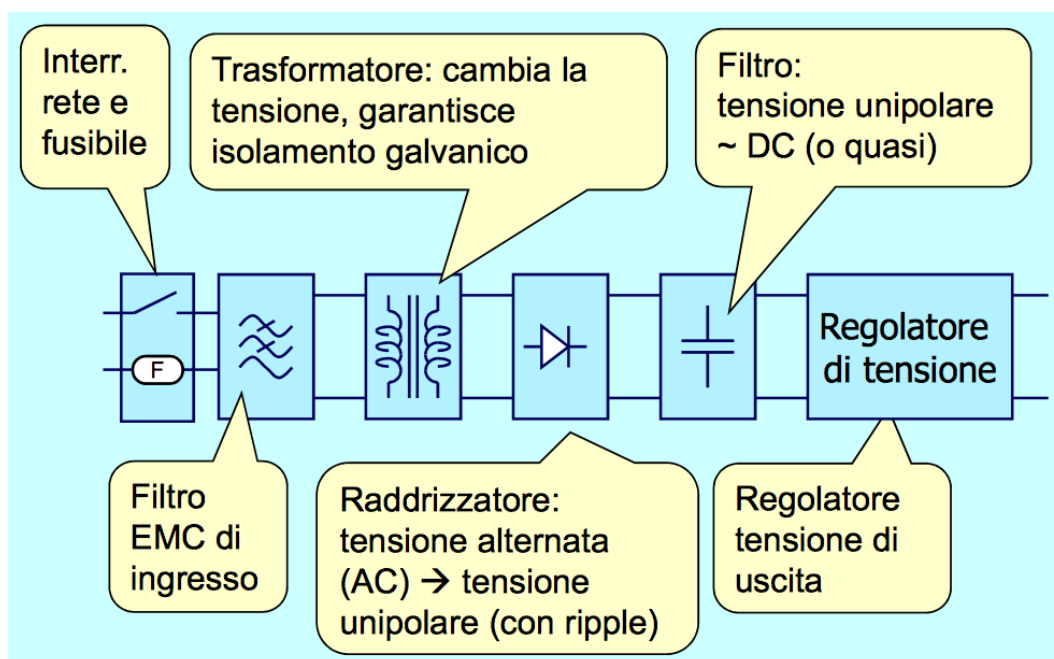 Interr.
rete e
fusibile
Trasformatore: cambia la
tensione, garantisce
isolamento galvanico
Filtro:
tensione unipolare
~ DC (o quasi)
F
Regolatore
di tensione
Filtro
EMC di
ingresso
Raddrizzatore:
tensione alternata
(AC) → tensione
unipolare (con ripple)
Regolatore
tensione di
uscita